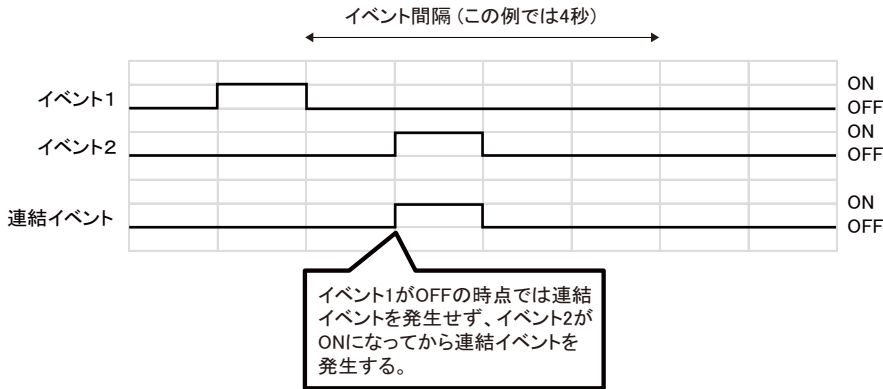 イベント間隔（この例では4秒）
イベント1
ON
OFF
イベント2
ON
OFF
連結イベント
ON
OFF
イベント1がOFFの時点では連結
イベントを発生せず、イベント2が
ONになってから連結イベントを
発生する。